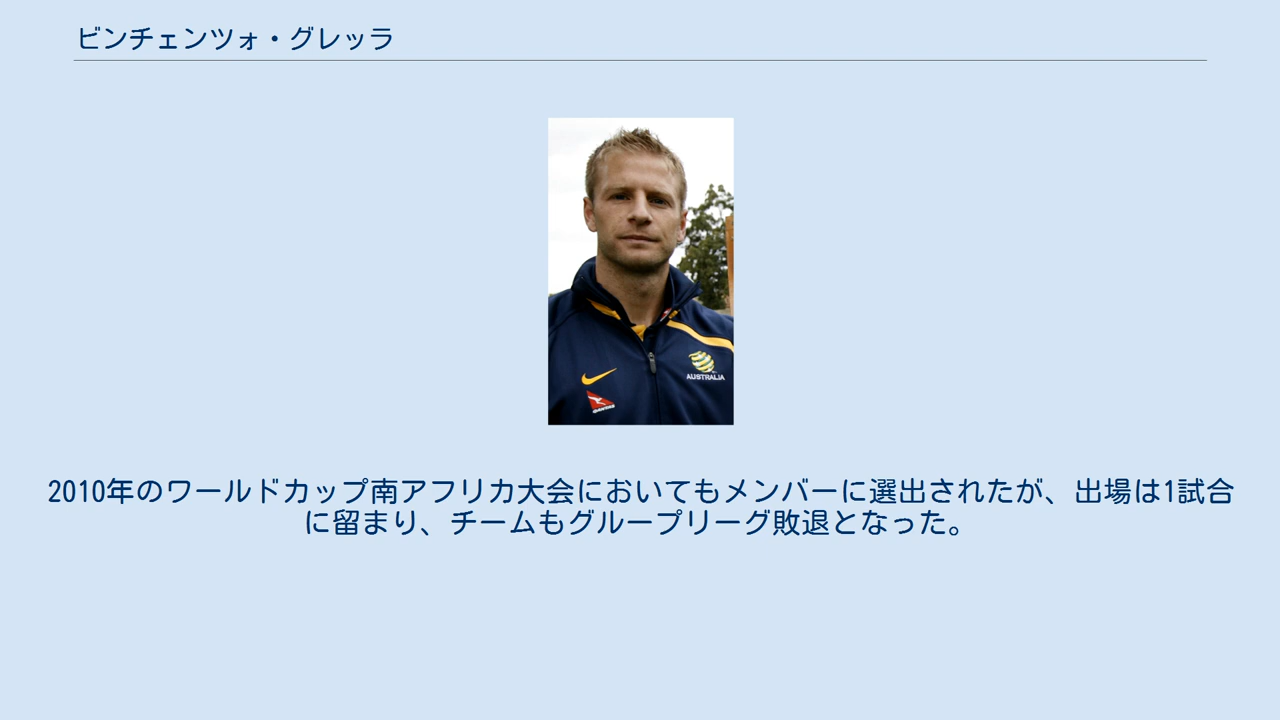 ビンチェンツォ・グレッラ
AUSTRALIA
QANTAS
2010年のワールドカップ南アフリカ大会においてもメンバーに選出されたが、出場は1試合
に留まり、チームもグループリーグ敗退となった。